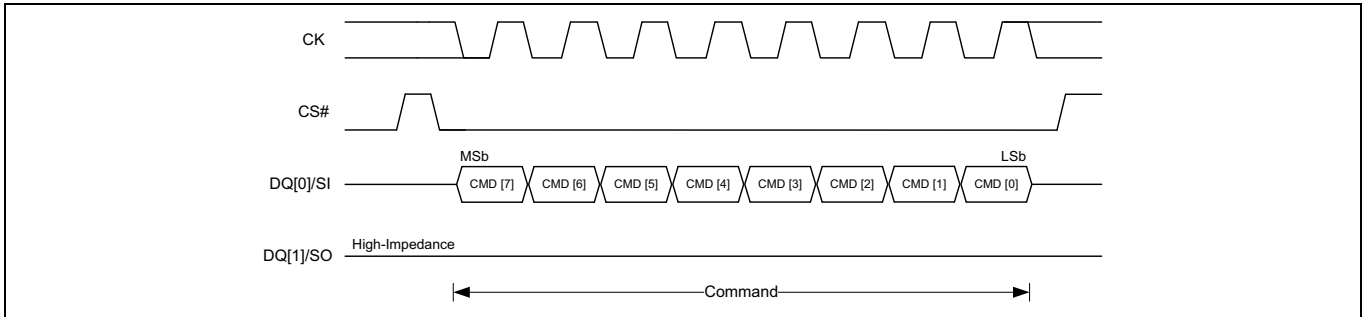 CK
CS#
MSb LSb
DQ[0]/SI CMD [7] CMD [6] CMD [5] CMD [4] CMD [3] CMD [2] CMD [1] CMD [0]
High-Impedance
DQ[1]/SO
Command